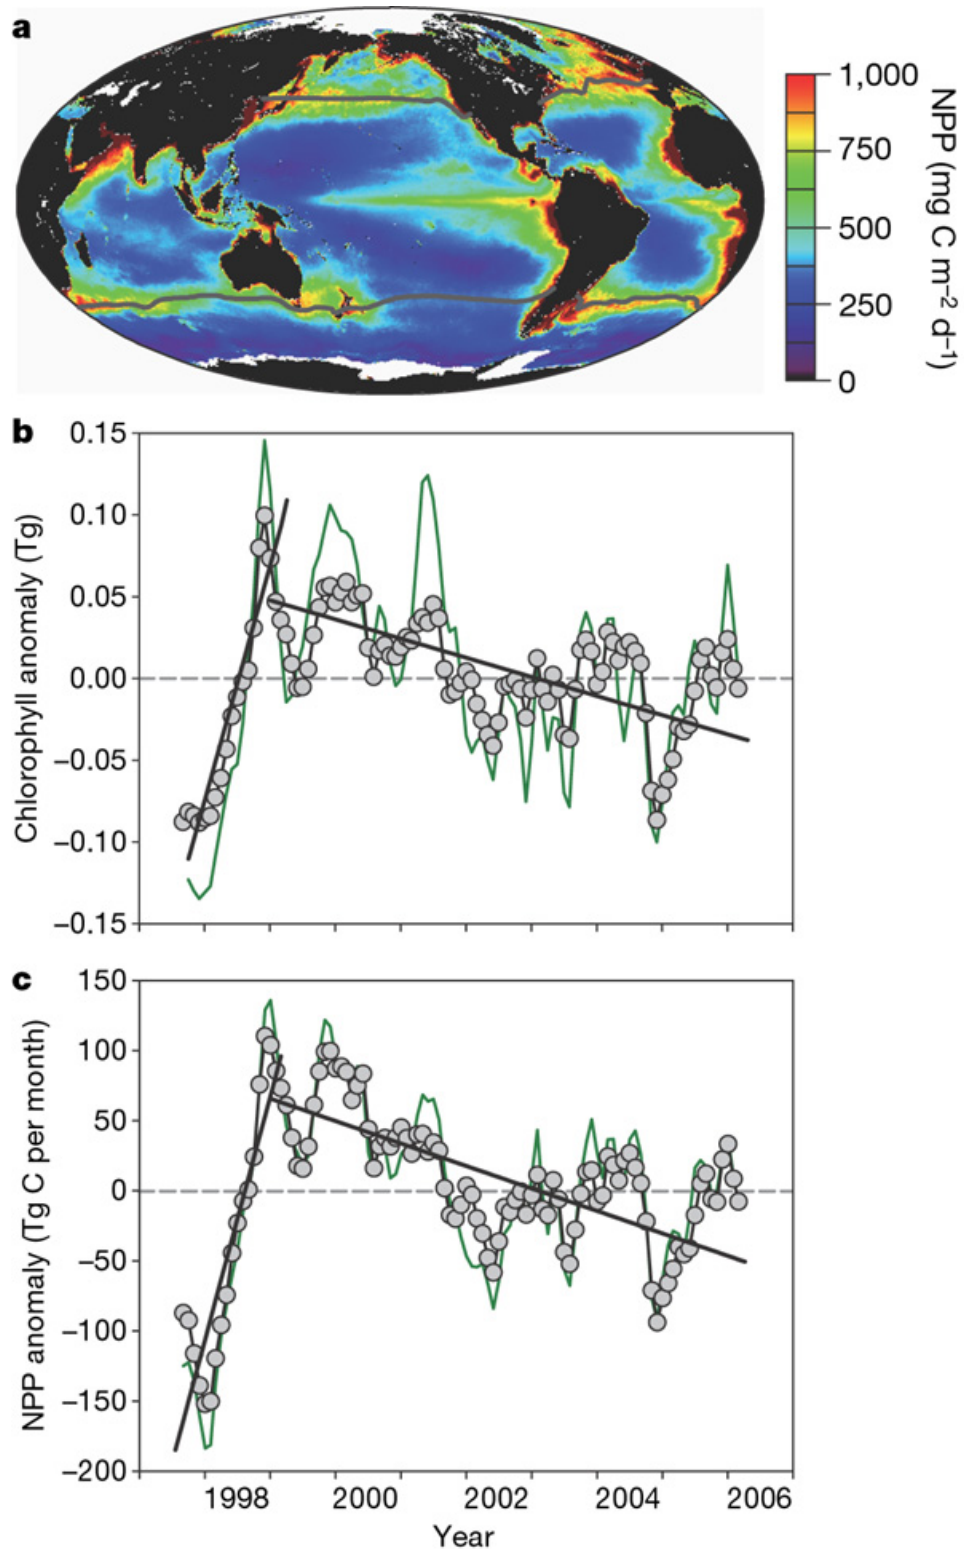 a
1,000
750
500
250
0
NPP (mg C m⁻² d⁻¹)
b
0.15
0.10
0.05
0.00
−0.05
−0.10
−0.15
Chlorophyll anomaly (Tg)
c
150
100
50
0
−50
−100
−150
−200
NPP anomaly (Tg C per month)
1998 2000 2002 2004 2006
Year